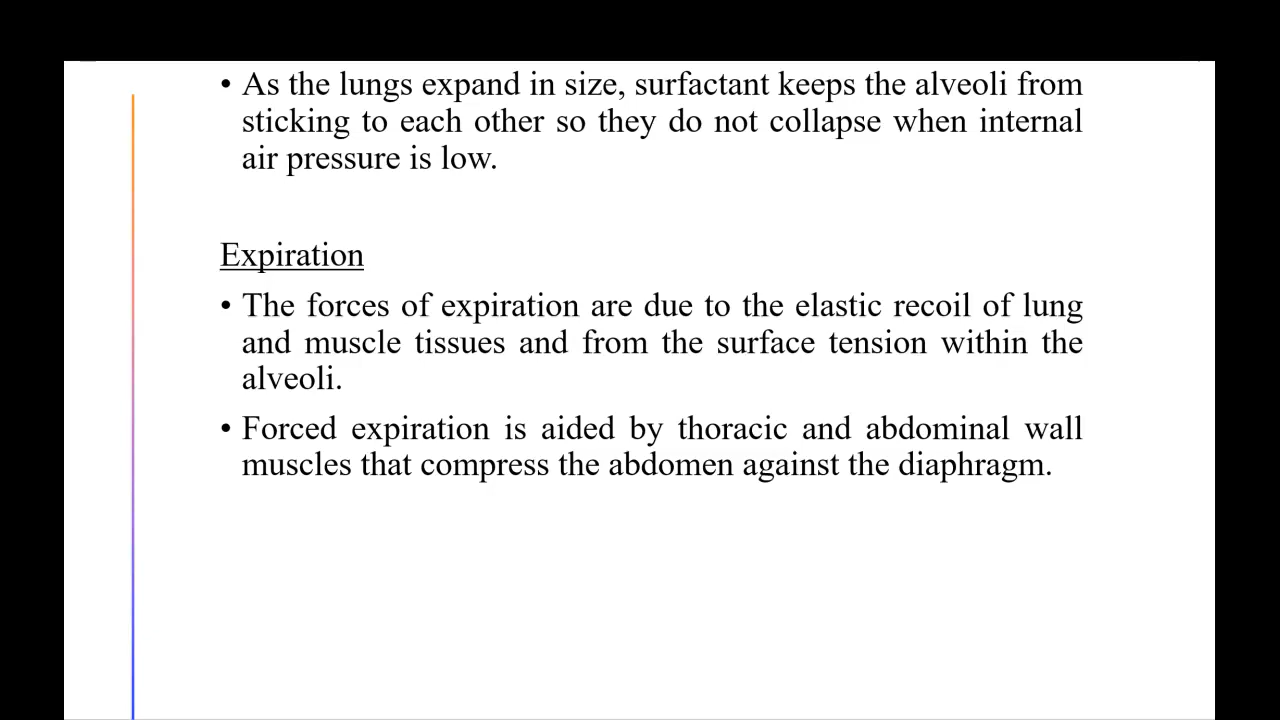 • As the lungs expand in size, surfactant keeps the alveoli from
sticking to each other so they do not collapse when internal
air pressure is low.
Expiration
• The forces of expiration are due to the elastic recoil of lung
and muscle tissues and from the surface tension within the
alveoli.
• Forced expiration is aided by thoracic and abdominal wall
muscles that compress the abdomen against the diaphragm.